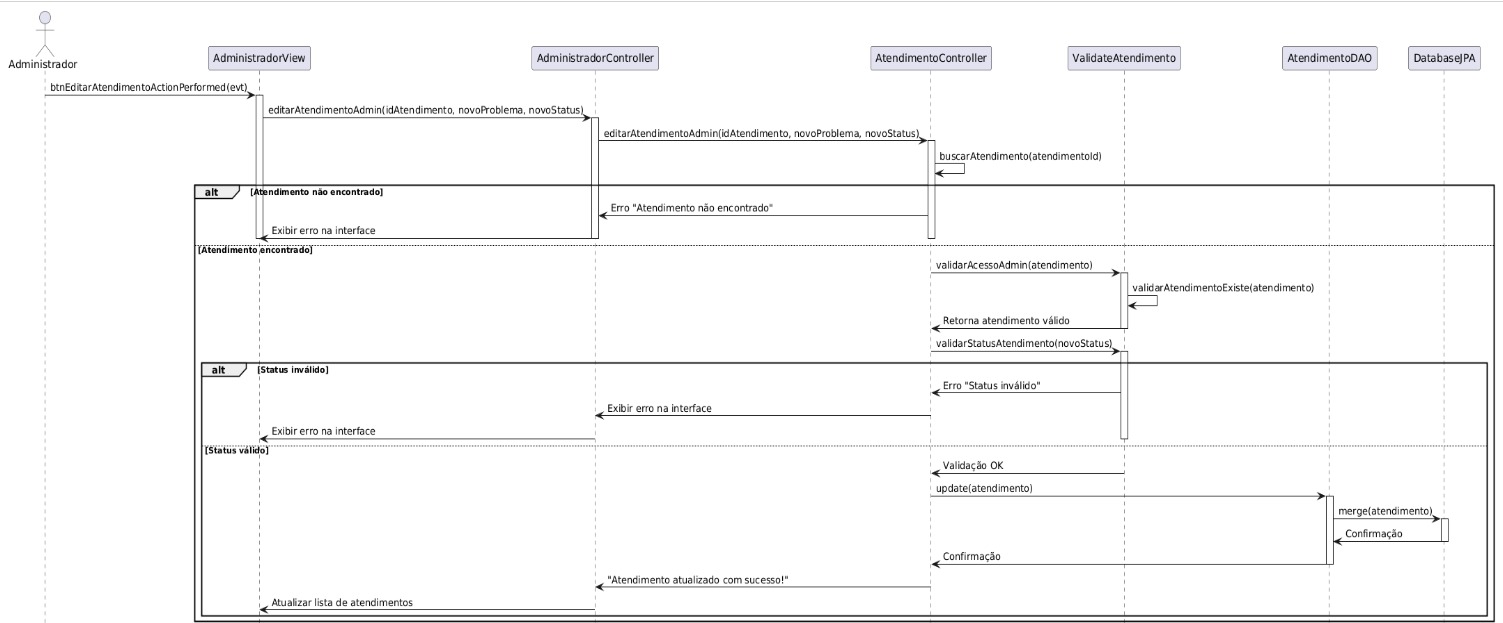 Administrador
AdministradorView
AdministradorController
AtendimentoController
ValidateAtendimento
AtendimentoDAO
DatabaseJPA
btnEditarAtendimentoActionPerformed(evt)
editarAtendimentoAdmin(idAtendimento, novoProblema, novoStatus)
editarAtendimentoAdmin(idAtendimento, novoProblema, novoStatus)
buscarAtendimento(atendimentoId)
alt [Atendimento não encontrado]
Erro "Atendimento não encontrado"
Exibir erro na interface
[Atendimento encontrado]
validarAcessoAdmin(atendimento)
validarAtendimentoExiste(atendimento)
Retorna atendimento válido
validarStatusAtendimento(novoStatus)
alt [Status inválido]
Erro "Status inválido"
Exibir erro na interface
Exibir erro na interface
[Status válido]
Validação OK
update(atendimento)
merge(atendimento)
Confirmação
Confirmação
"Atendimento atualizado com sucesso!"
Atualizar lista de atendimentos